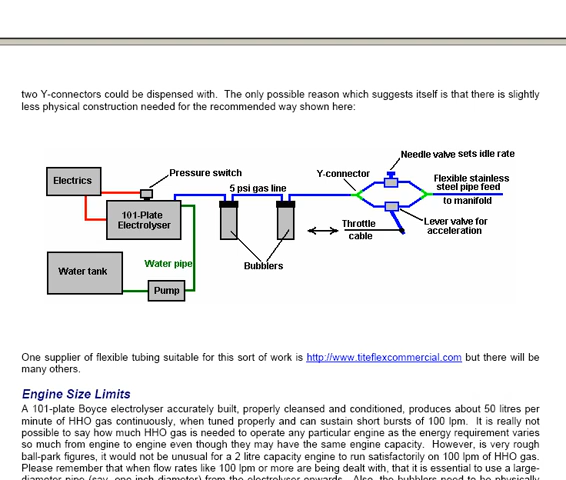 two Y-connectors could be dispensed with. The only possible reason which suggests itself is that there is slightly
less physical construction needed for the recommended way shown here:
Needle valve sets idle rate
Pressure switch
Y-connector
Electrics
5 psi gas line
Flexible stainless
steel pipe feed
to manifold
101-Plate
Electrolyser
Throttle
cable
Lever valve for
acceleration
Water tank
Water pipe
Bubblers
Pump
One supplier of flexible tubing suitable for this sort of work is http://www.titeflexcommercial.com but there will be
many others.
Engine Size Limits
A 101-plate Boyce electrolyser accurately built, properly cleansed and conditioned, produces about 50 litres per
minute of HHO gas continuously, when tuned properly and can sustain short bursts of 100 lpm. It is really not
possible to say how much HHO gas is needed to operate any particular engine as the energy requirement varies
so much from engine to engine even though they may have the same engine capacity. However, is very rough
ball-park figures, it would not be unusual for a 2 litre capacity engine to run satisfactorily on 100 lpm of HHO gas.
Please remember that when flow rates like 100 lpm or more are being dealt with, that it is essential to use a large-
diameter pipe (say, one inch diameter) from the electrolyser onwards. Also, the bubblers need to be physically